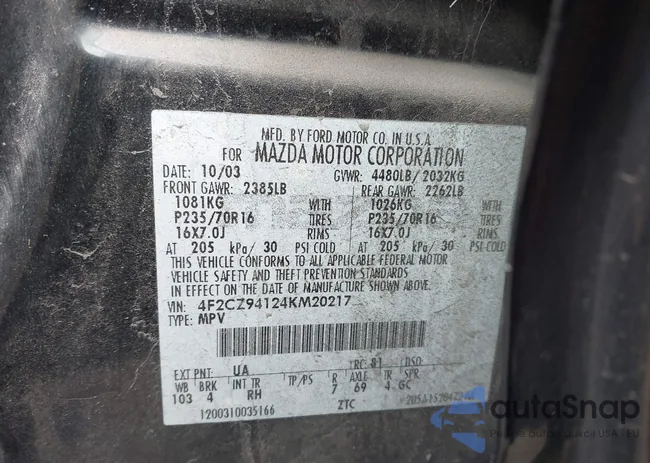 MFD. BY FORD MOTOR CO. IN U.S.A.
FOR MAZDA MOTOR CORPORATION
DATE: 10/03 GVWR: 4480LB/ 2032KG
FRONT GAWR: 2385LB REAR GAWR: 2262LB
1081KG WITH 1026KG WITH
P235/70R16 TIRES P235/70R16 TIRES
16X7.0J RIMS 16X7.0J RIMS
AT 205 kPa/ 30 PSI COLD AT 205 kPa/ 30 PSI COLD
THIS VEHICLE CONFORMS TO ALL APPLICABLE FEDERAL MOTOR
VEHICLE SAFETY AND THEFT PREVENTION STANDARDS
IN EFFECT ON THE DATE OF MANUFACTURE SHOWN ABOVE.
VIN: 4F2CZ94124KM20217
TYPE: MPV
EXT PNT: UA RC: 81 DSO:
WB BRK INT TR TP/PS R AXLE TR SPR
103 4 RH 7 69 4 GC
1200310035166 ZTC
autoSnap